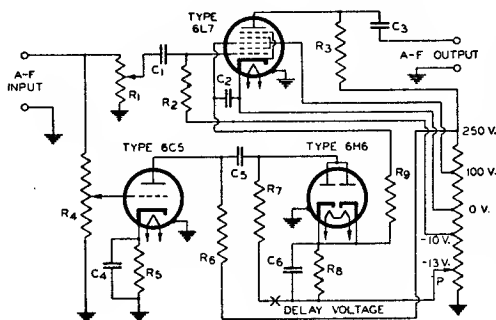 TYPE
6L7
C3
A-F
INPUT
C1
R1
R2
C2
R3
A-F OUTPUT
250 V.
TYPE 6C5
C5
TYPE 6H6
100 V.
R4
R7
R9
0 V.
-10 V.
C4
R5
R6
C6
R8
-13 V.
P
DELAY VOLTAGE